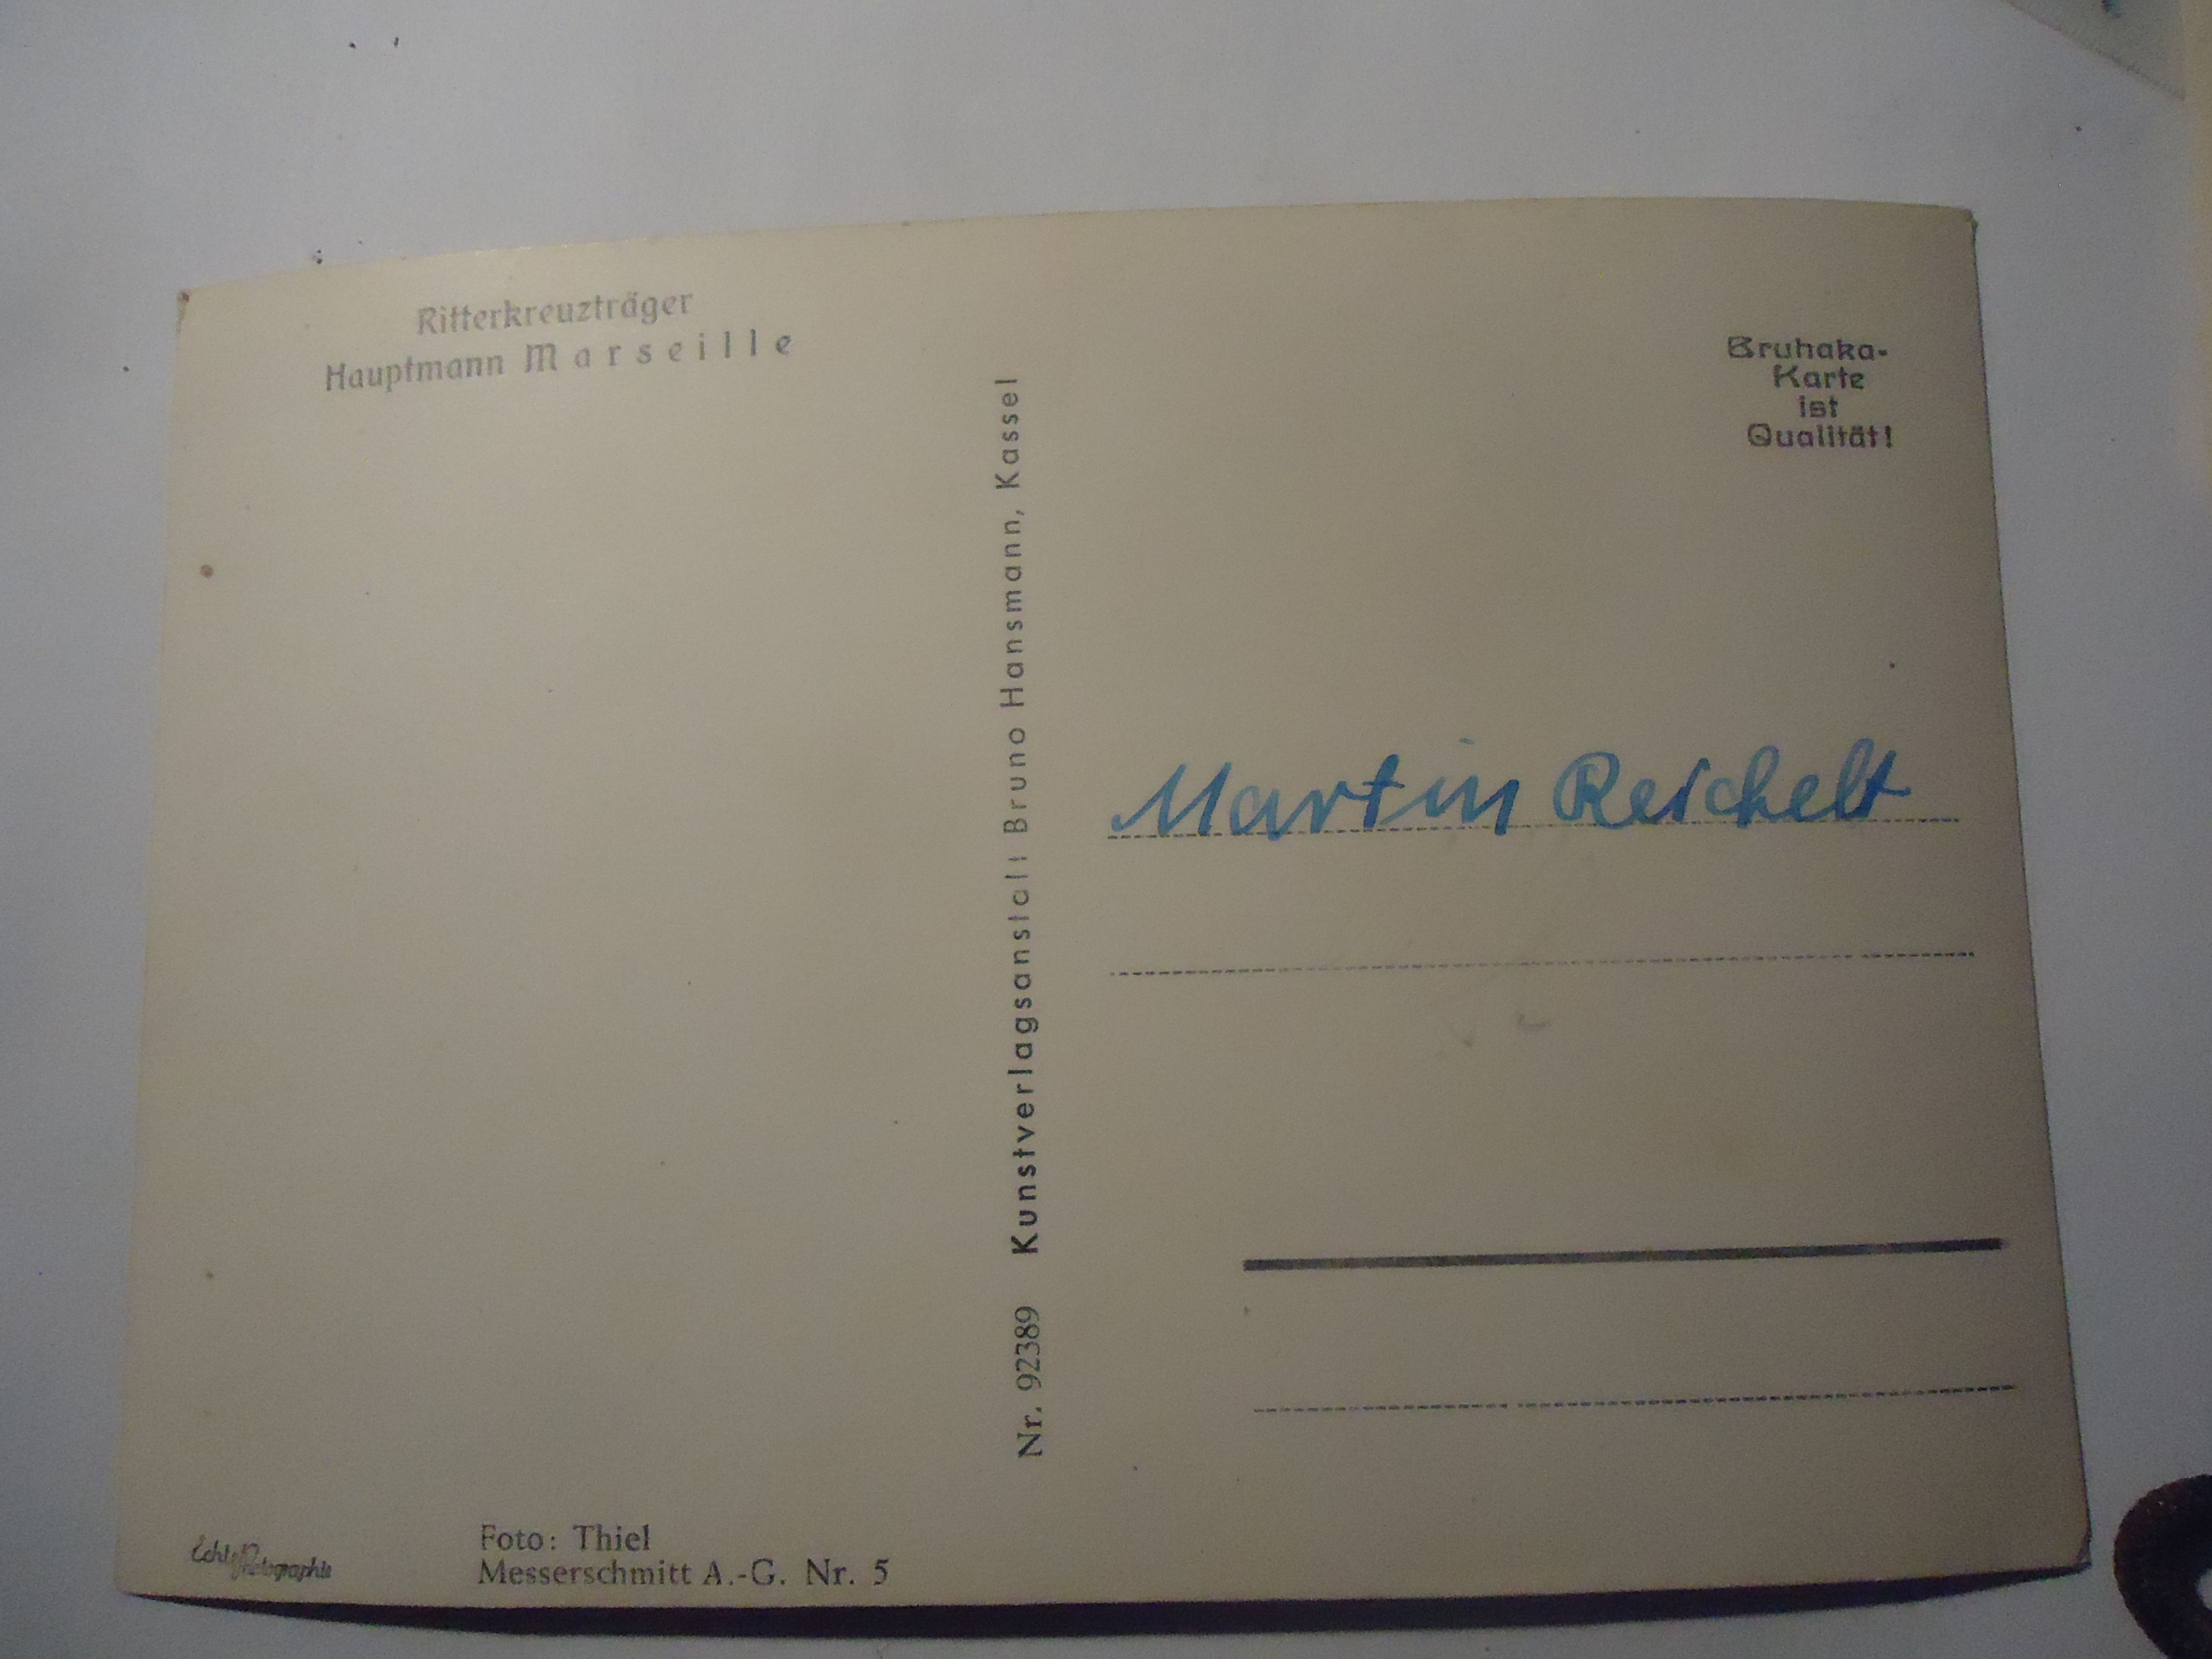 Ritterkreuzträger
Hauptmann Marseille
Bruhaka-
Karte
ist
Qualität!
Nr. 92389 Kunstverlagsanstalt Bruno Hansmann, Kassel
Martin Reichelt
Echte Photographie
Foto: Thiel
Messerschmitt A.-G. Nr. 5